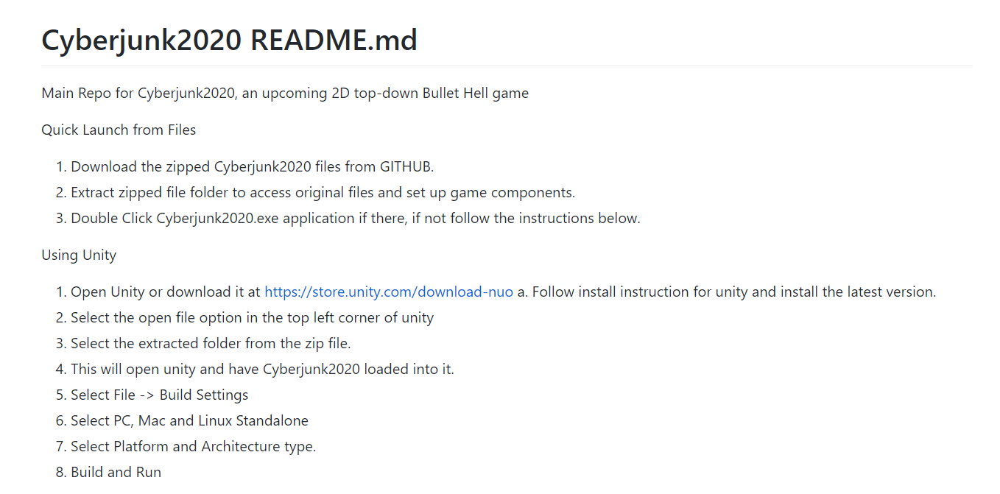 Cyberjunk2020 README.md
Main Repo for Cyberjunk2020, an upcoming 2D top-down Bullet Hell game
Quick Launch from Files
1. Download the zipped Cyberjunk2020 files from GITHUB.
2. Extract zipped file folder to access original files and set up game components.
3. Double Click Cyberjunk2020.exe application if there, if not follow the instructions below.
Using Unity
1. Open Unity or download it at https://store.unity.com/download-nuo a. Follow install instruction for unity and install the latest version.
2. Select the open file option in the top left corner of unity
3. Select the extracted folder from the zip file.
4. This will open unity and have Cyberjunk2020 loaded into it.
5. Select File -> Build Settings
6. Select PC, Mac and Linux Standalone
7. Select Platform and Architecture type.
8. Build and Run